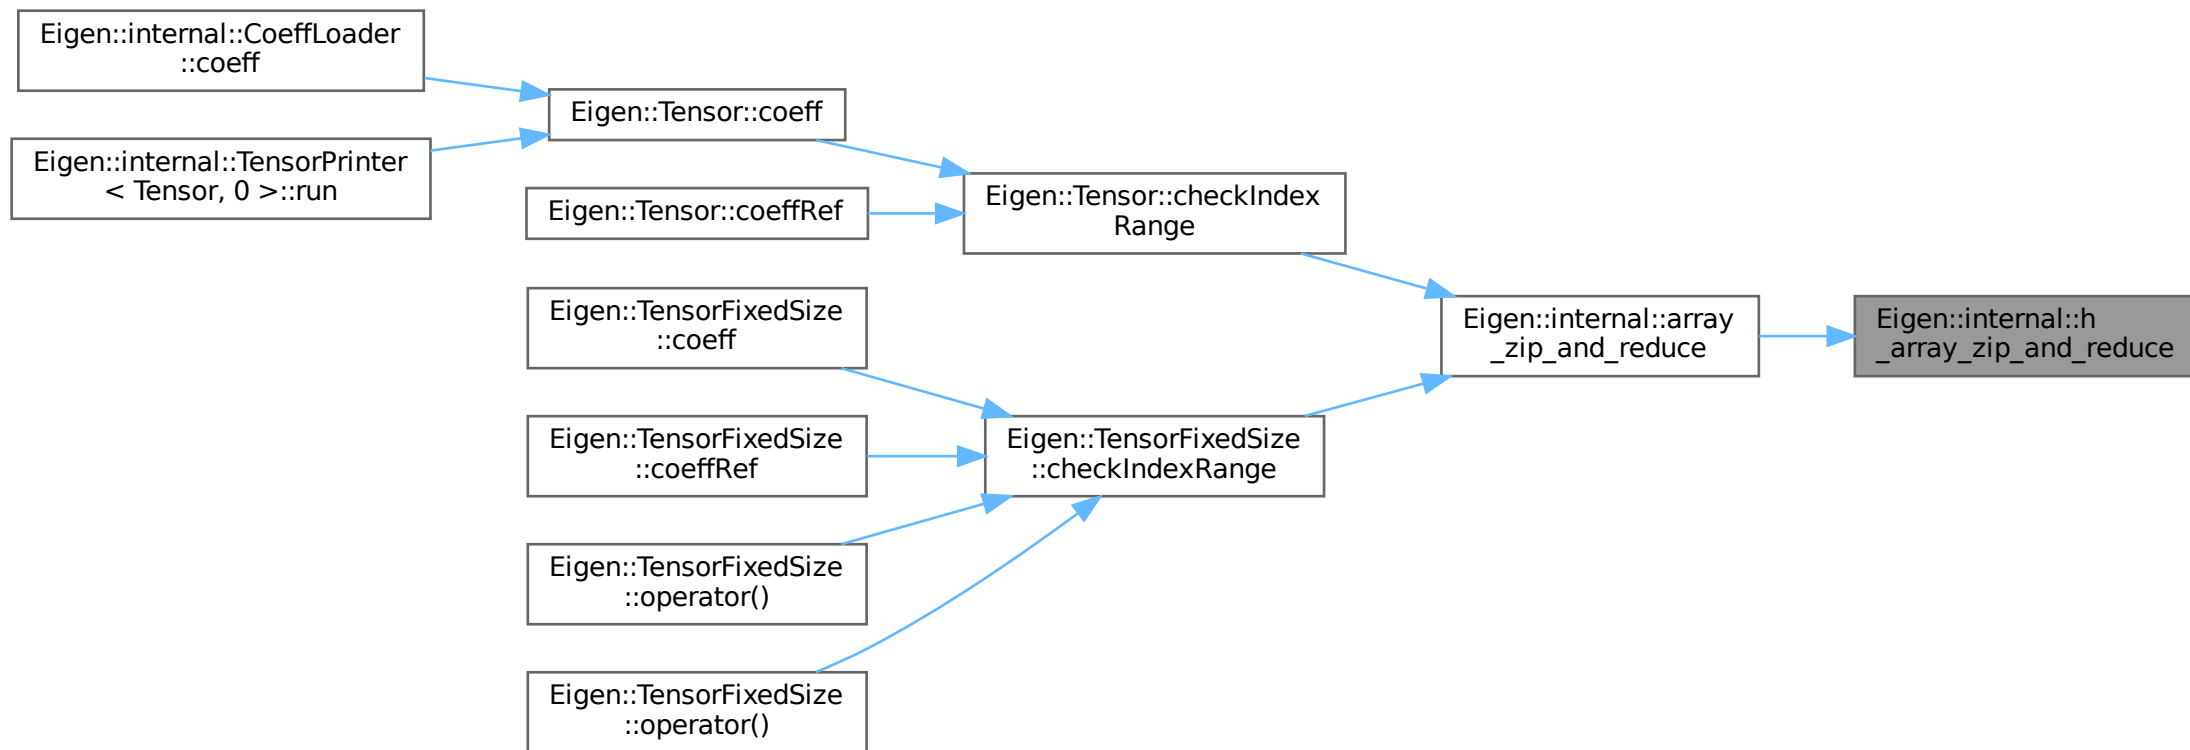 Eigen::internal::CoeffLoader
::coeff
Eigen::internal::TensorPrinter
< Tensor, 0 >::run
Eigen::Tensor::coeff
Eigen::Tensor::coeffRef
Eigen::TensorFixedSize
::coeff
Eigen::TensorFixedSize
::coeffRef
Eigen::TensorFixedSize
::operator()
Eigen::TensorFixedSize
::operator()
Eigen::Tensor::checkIndex
Range
Eigen::TensorFixedSize
::checkIndexRange
Eigen::internal::array
_zip_and_reduce
Eigen::internal::h
_array_zip_and_reduce